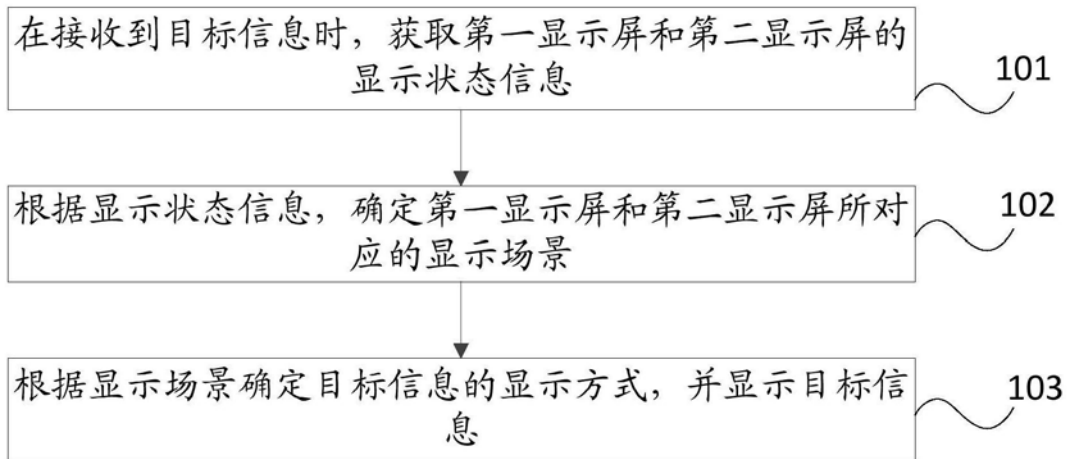 在接收到目标信息时，获取第一显示屏和第二显示屏的
显示状态信息
101
根据显示状态信息，确定第一显示屏和第二显示屏所对
应的显示场景
102
根据显示场景确定目标信息的显示方式，并显示目标信
息
103